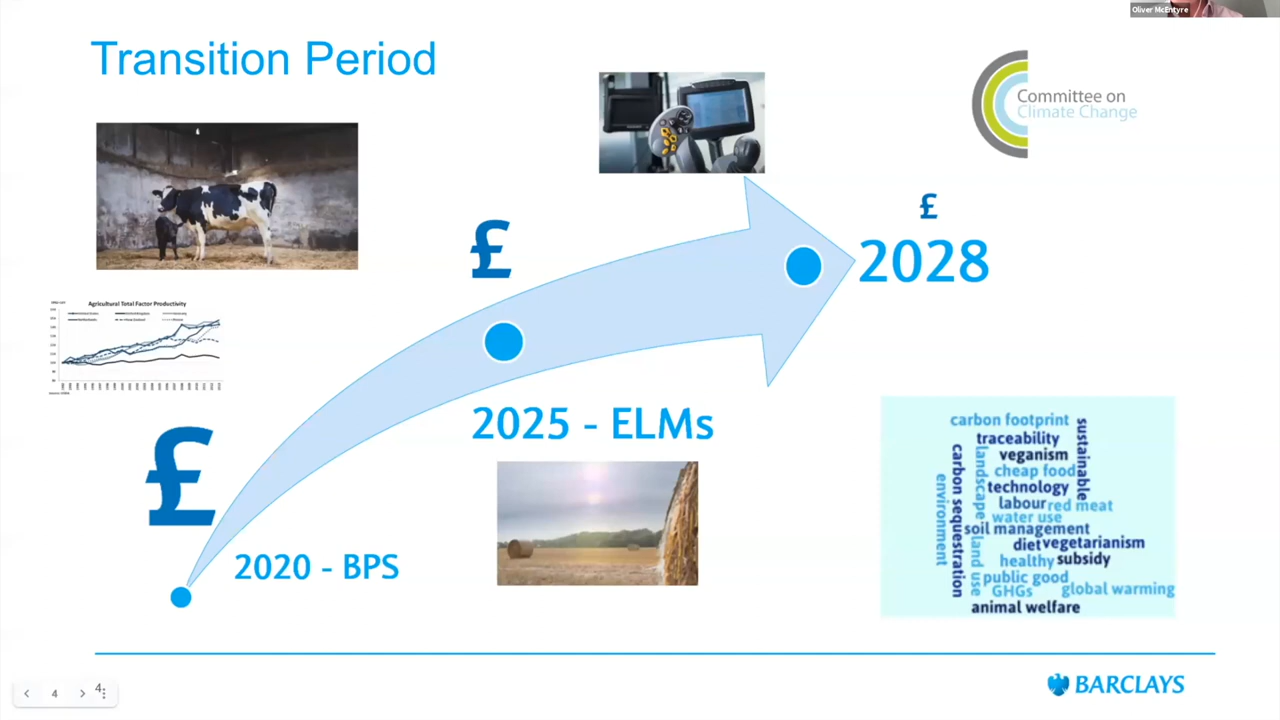 Oliver McEntyre
Transition Period
Committee on
Climate Change
£
2028
£
Agricultural Total Factor Productivity
£
2025 - ELMs
2020 - BPS
carbon footprint
traceability
veganism
cheap food
technology
labour red meat
water use
soil management
diet vegetarianism
healthy subsidy
public good
GHGs global warming
animal welfare
sustainable
landscape
carbon sequestration
environment
land use
4
4
BARCLAYS